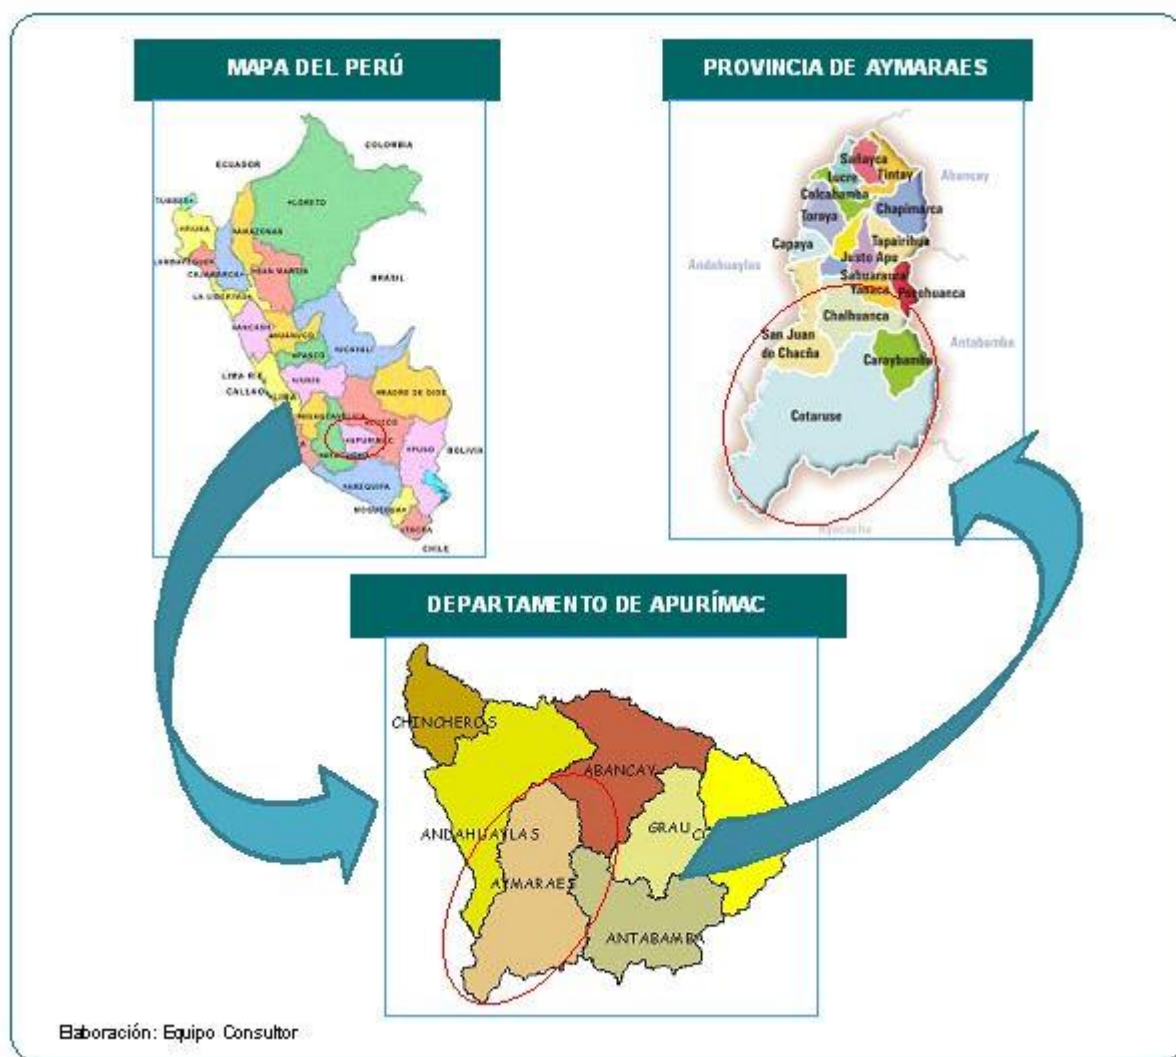 MAPA DEL PERÚ
COLOMBIA
ECUADOR
TUMBES
PIURA
LORETO
AMAZONAS
LAMBAYEQUE
CAJAMARCA
SAN MARTIN
BRASIL
LA LIBERTAD
ANCASH
HUANUCO
PASCO
UCAYALI
LIMA
CALLAO
LIMA
JUNIN
MADRE DE DIOS
HUANCAVELICA
CUSCO
APURIMAC
AYACUCHO
PUNO
BOLIVIA
AREQUIPA
MOQUEGUA
TACNA
CHILE
PROVINCIA DE AYMARAES
Sañayca
Lucre
Tintay
Abancay
Colcabamba
Toraya
Chapimarca
Capaya
Tapairihua
Andahuaylas
Justo Apu
Sahuaraura
Yanaca
Pocohuanca
Chalhuanca
San Juan
de Chacña
Caraybamba
Antabamba
Cotaruse
Ayacucho
DEPARTAMENTO DE APURÍMAC
CHINCHEROS
ABANCAY
ANDAHUAYLAS
GRAU
AYMARAES
ANTABAMBA
Elaboración: Equipo Consultor